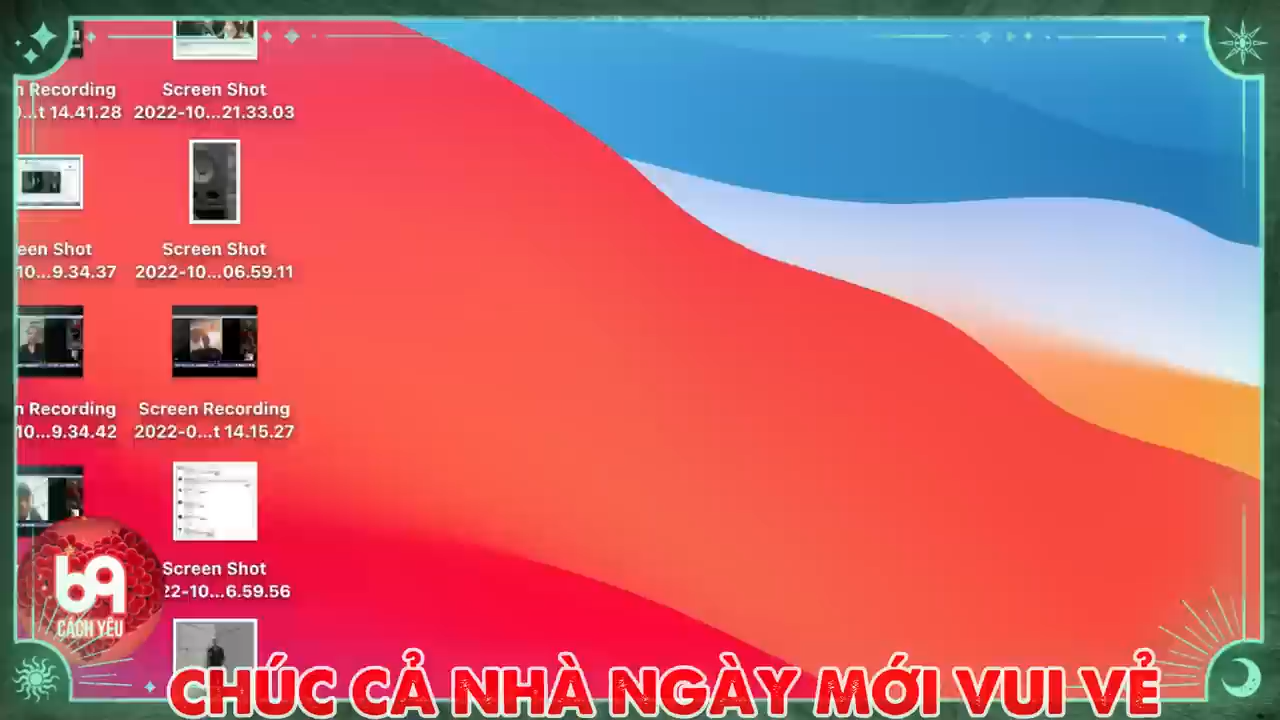 n Recording
0...t 14.41.28
Screen Shot
2022-10...21.33.03
een Shot
10...9.34.37
Screen Shot
2022-10...06.59.11
n Recording
10...9.34.42
Screen Recording
2022-0...t 14.15.27
Screen Shot
22-10...6.59.56
69
CÁCH YÊU
CHÚC CẢ NHÀ NGÀY MỚI VUI VẺ